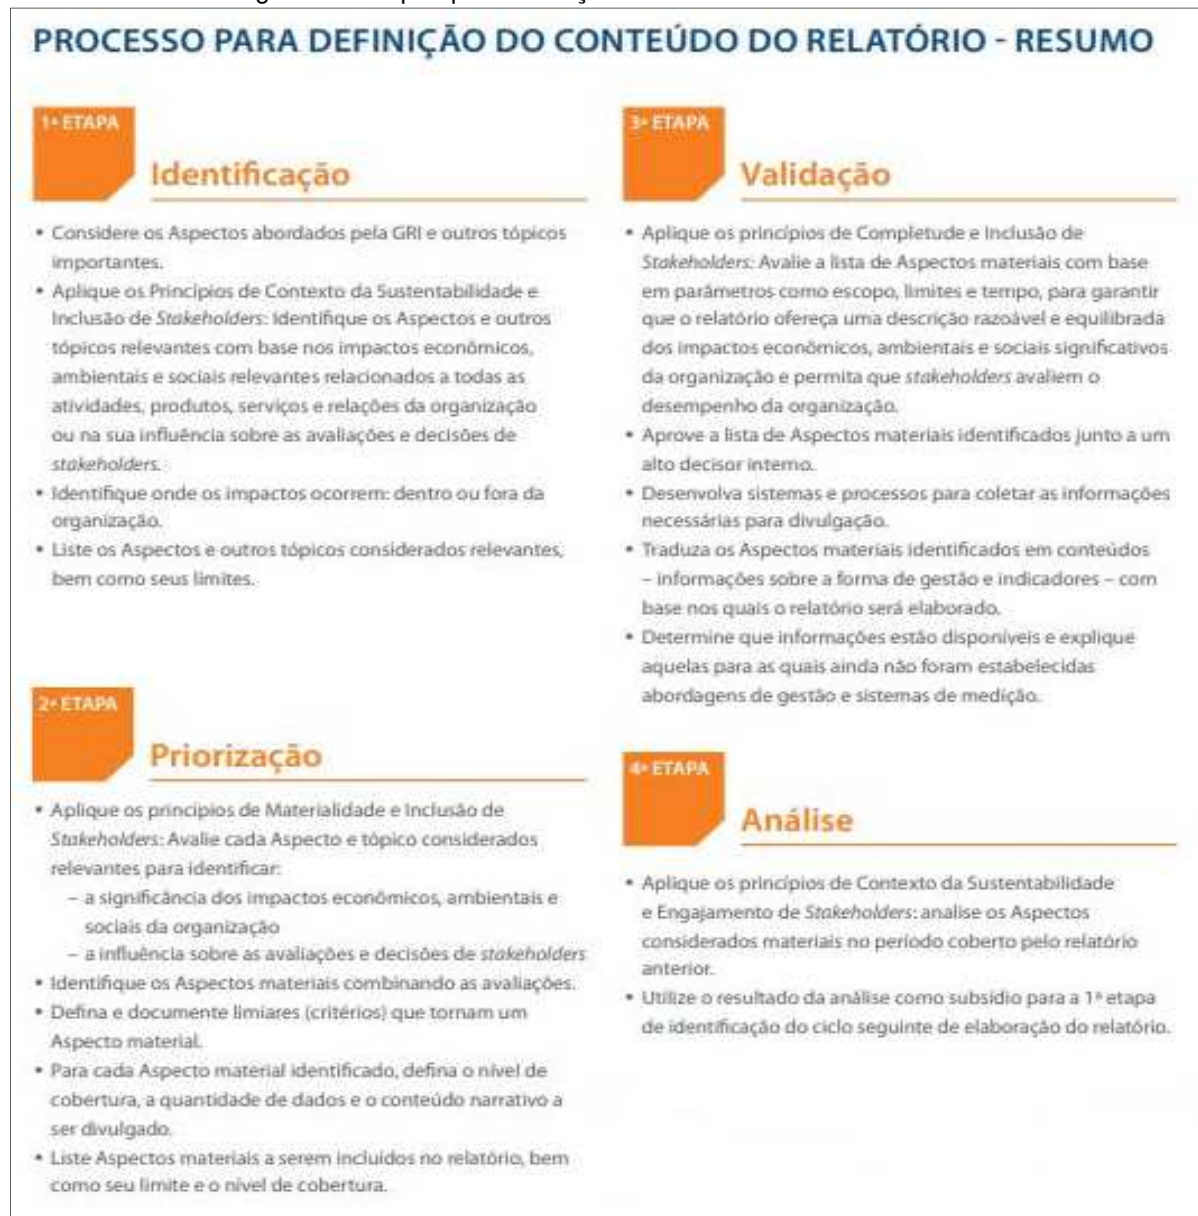 PROCESSO PARA DEFINIÇÃO DO CONTEÚDO DO RELATÓRIO - RESUMO
1ª ETAPA
Identificação
• Considere os Aspectos abordados pela GRI e outros tópicos
importantes.
• Aplique os Princípios de Contexto da Sustentabilidade e
Inclusão de Stakeholders: Identifique os Aspectos e outros
tópicos relevantes com base nos impactos econômicos,
ambientais e sociais relevantes relacionados a todas as
atividades, produtos, serviços e relações da organização
ou na sua influência sobre as avaliações e decisões de
stakeholders.
• Identifique onde os impactos ocorrem: dentro ou fora da
organização.
• Liste os Aspectos e outros tópicos considerados relevantes,
bem como seus limites.
2ª ETAPA
Priorização
• Aplique os princípios de Materialidade e Inclusão de
Stakeholders: Avalie cada Aspecto e tópico considerados
relevantes para identificar:
– a significância dos impactos econômicos, ambientais e
sociais da organização
– a influência sobre as avaliações e decisões de stakeholders
• Identifique os Aspectos materiais combinando as avaliações.
• Defina e documente limiares (critérios) que tornam um
Aspecto material.
• Para cada Aspecto material identificado, defina o nível de
cobertura, a quantidade de dados e o conteúdo narrativo a
ser divulgado.
• Liste Aspectos materiais a serem incluídos no relatório, bem
como seu limite e o nível de cobertura.
3ª ETAPA
Validação
• Aplique os princípios de Completude e Inclusão de
Stakeholders: Avalie a lista de Aspectos materiais com base
em parâmetros como escopo, limites e tempo, para garantir
que o relatório ofereça uma descrição razoável e equilibrada
dos impactos econômicos, ambientais e sociais significativos
da organização e permita que stakeholders avaliem o
desempenho da organização.
• Aprove a lista de Aspectos materiais identificados junto a um
alto decisor interno.
• Desenvolva sistemas e processos para coletar as informações
necessárias para divulgação.
• Traduza os Aspectos materiais identificados em conteúdos
– informações sobre a forma de gestão e indicadores – com
base nos quais o relatório será elaborado.
• Determine que informações estão disponíveis e explique
aquelas para as quais ainda não foram estabelecidas
abordagens de gestão e sistemas de medição.
4ª ETAPA
Análise
• Aplique os princípios de Contexto da Sustentabilidade
e Engajamento de Stakeholders: analise os Aspectos
considerados materiais no período coberto pelo relatório
anterior.
• Utilize o resultado da análise como subsídio para a 1ª etapa
de identificação do ciclo seguinte de elaboração do relatório.